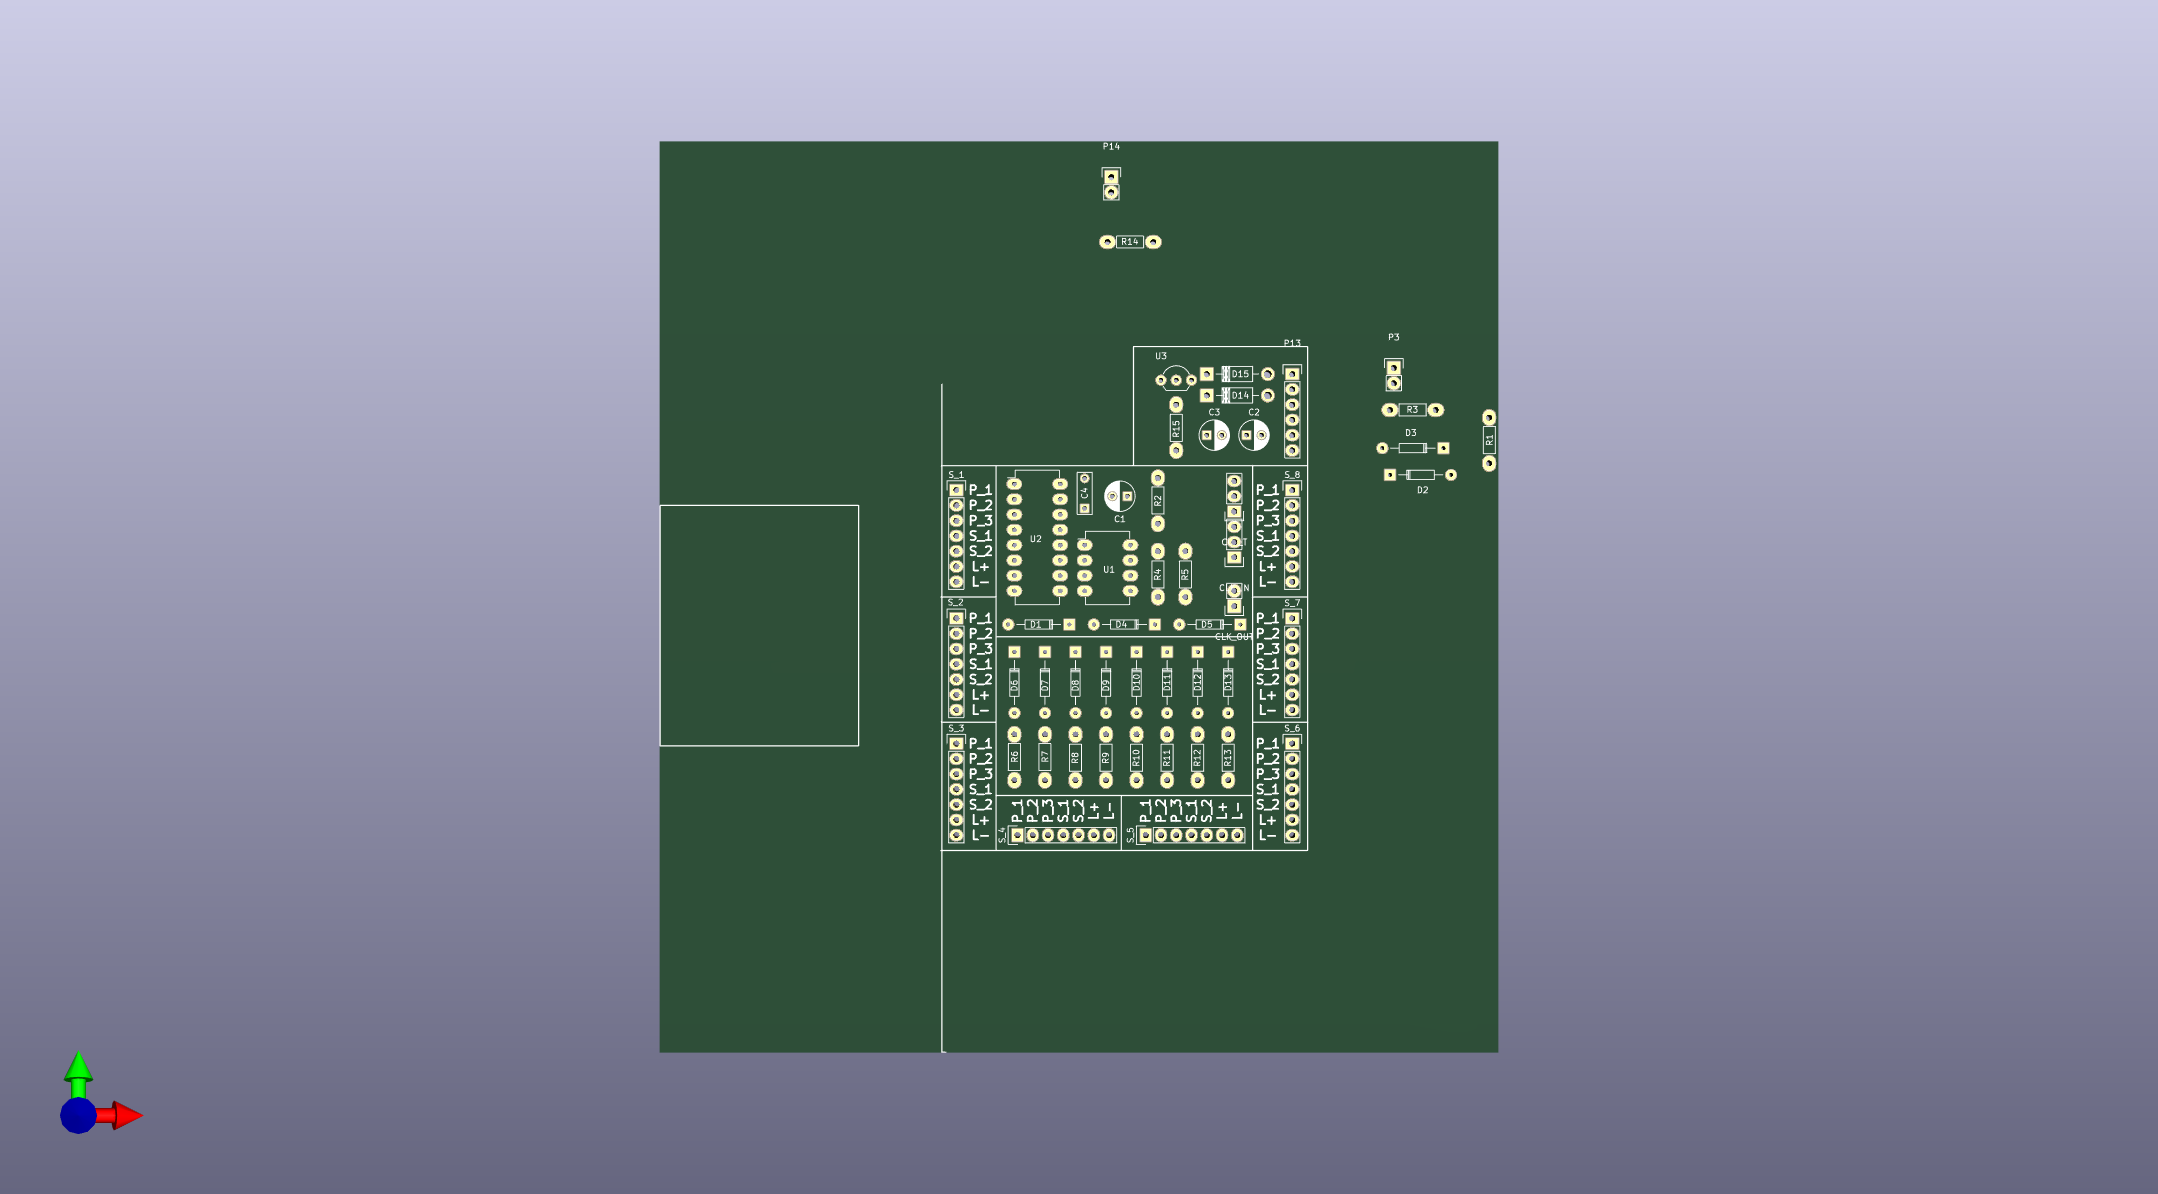 P14
R14
P3
P13
U3
D15
D14
C3
C2
R15
R3
D3
R1
D2
S_1
P_1
P_2
P_3
S_1
S_2
L+
L-
U2
C4
C1
U1
R2
R4
R5
S_8
P_1
P_2
P_3
S_1
S_2
L+
L-
D1
D4
D5
CLK_OUT
S_2
P_1
P_2
P_3
S_1
S_2
L+
L-
D6
D7
D8
D9
D10
D11
D12
D13
S_7
P_1
P_2
P_3
S_1
S_2
L+
L-
S_3
P_1
P_2
P_3
S_1
S_2
L+
L-
R6
R7
R8
R9
R10
R11
R12
R13
S_6
P_1
P_2
P_3
S_1
S_2
L+
L-
S_4
P_1
P_2
P_3
S_1
S_2
L+
L-
S_5
P_1
P_2
P_3
S_1
S_2
L+
L-